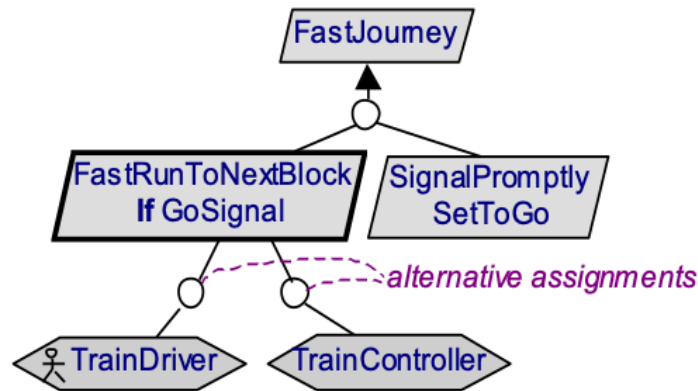 FastJourney
FastRunToNextBlock
If GoSignal
SignalPromptly
SetToGo
alternative assignments
TrainDriver
TrainController